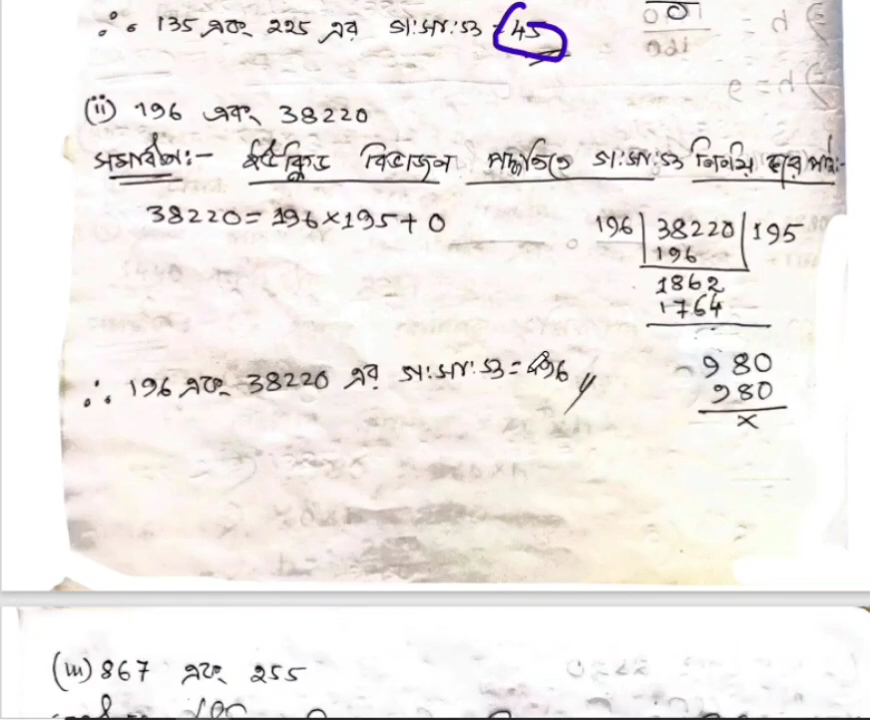 ∴ 135 এবং 225 এর গ:সা:গু = 45
(ii) 196 এবং 38220
সমাধান:- ইউক্লিড বিভাজন পদ্ধতিতে গ:সা:গু নির্ণয় করে পাই:-
38220 = 196×195+0
196 | 38220 | 195
196
1862
1764
980
980
×
∴ 196 এবং 38220 এর গ:সা:গু = 196 //
(iii) 867 এবং 255